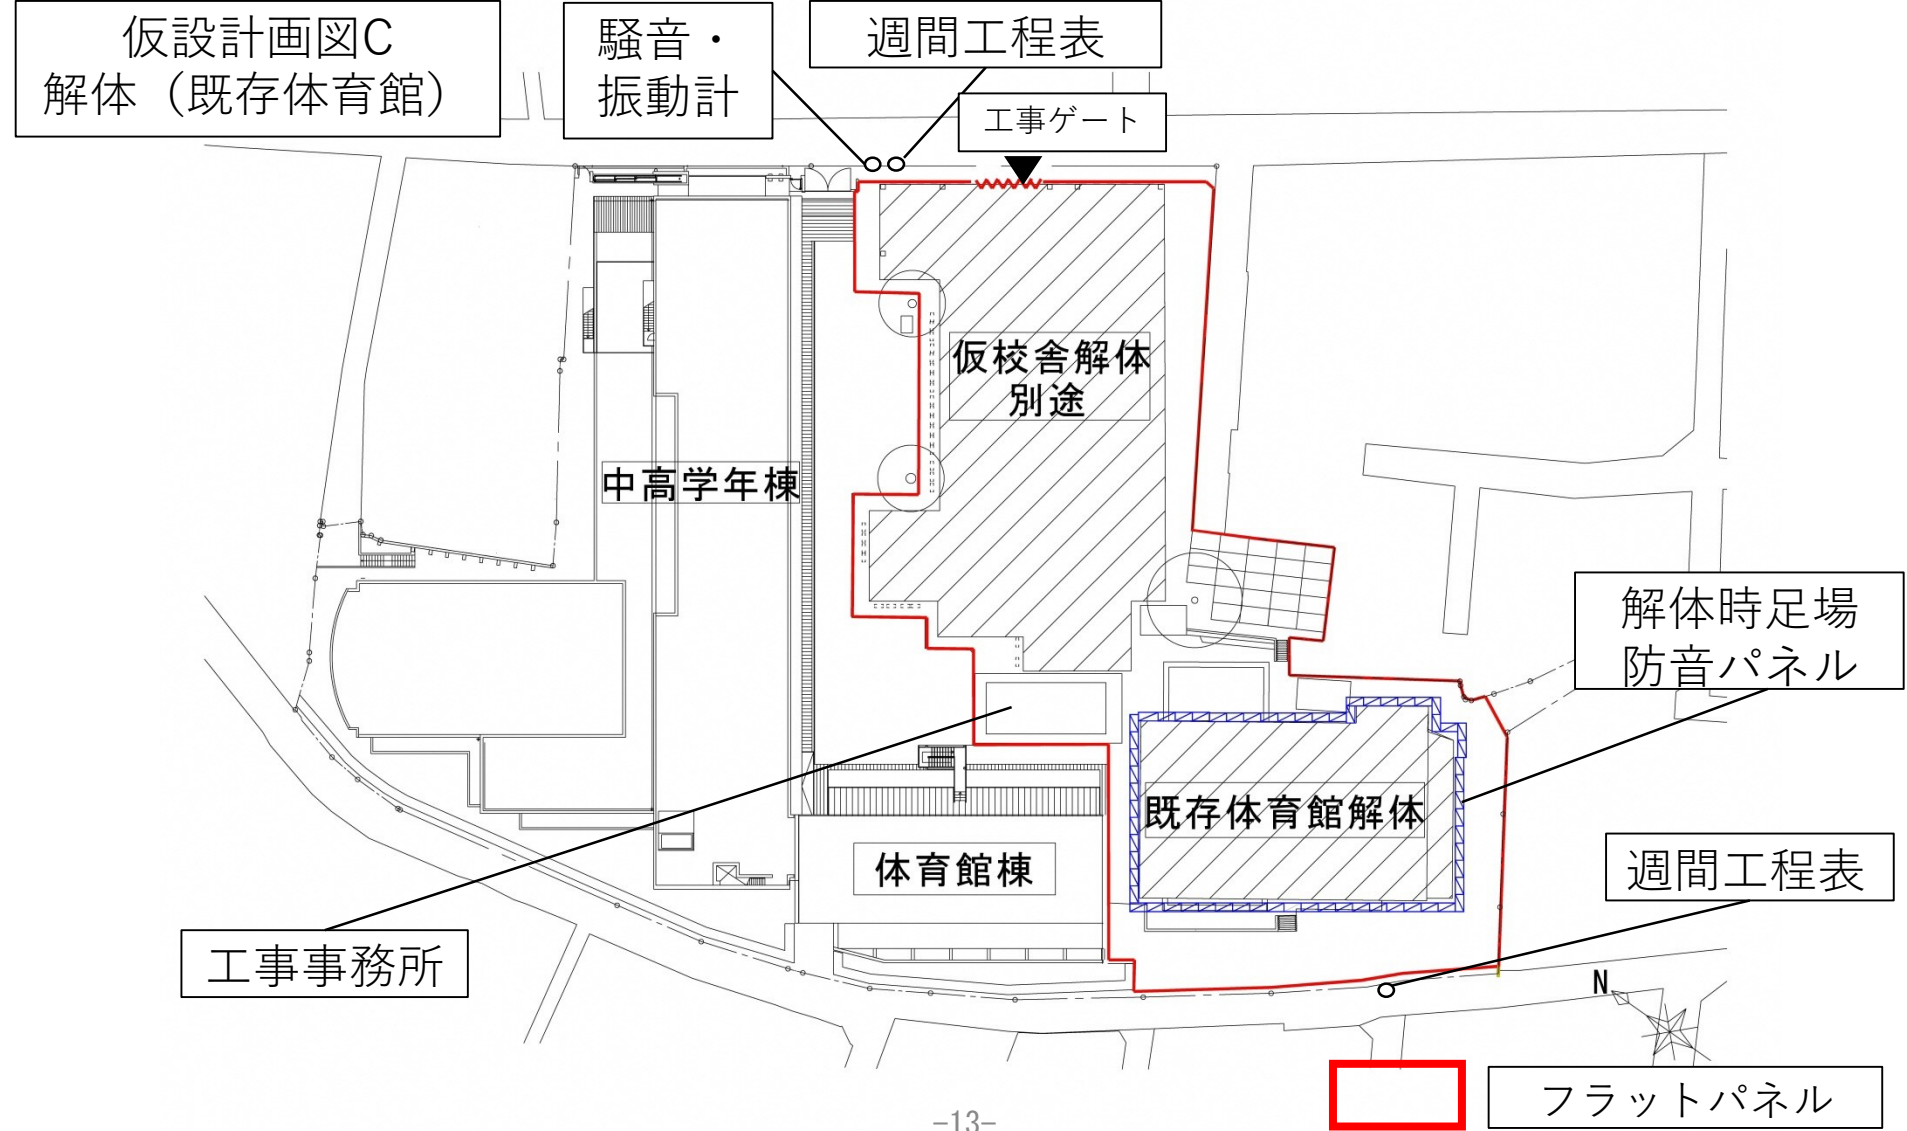 仮設計画図C
解体（既存体育館）
騒音・
振動計
週間工程表
工事ゲート
仮校舎解体
別途
中高学年棟
解体時足場
防音パネル
既存体育館解体
体育館棟
週間工程表
工事事務所
N
フラットパネル
-13-